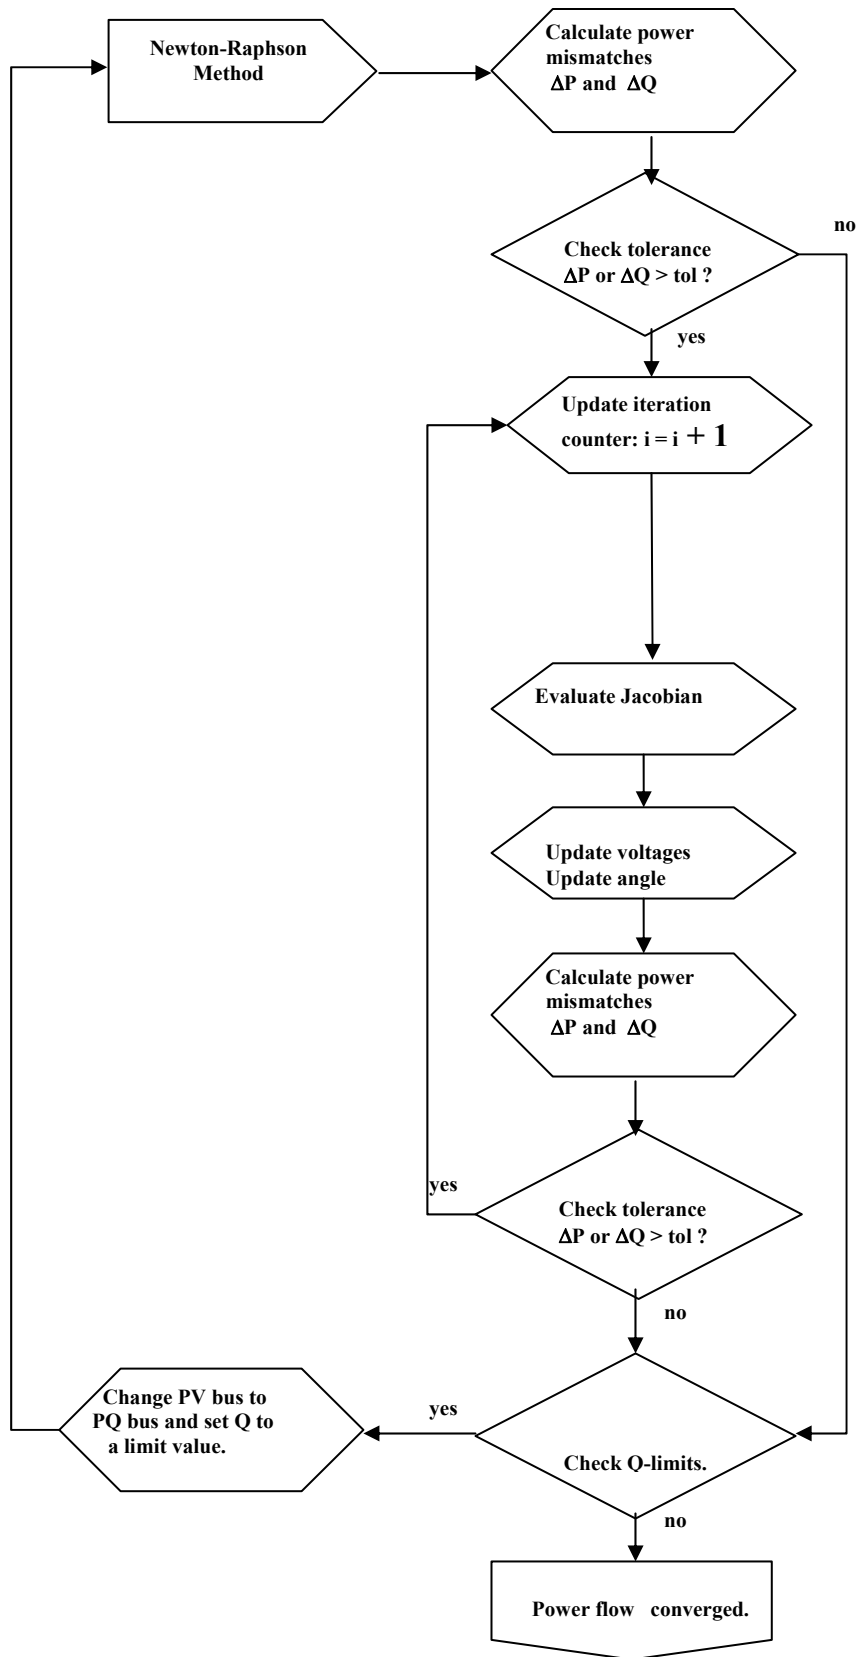 Newton-Raphson
Method
Calculate power
mismatches
ΔP and ΔQ
no
Check tolerance
ΔP or ΔQ > tol ?
yes
Update iteration
counter: i = i + 1
Evaluate Jacobian
Update voltages
Update angle
Calculate power
mismatches
ΔP and ΔQ
yes
Check tolerance
ΔP or ΔQ > tol ?
no
Change PV bus to
PQ bus and set Q to
a limit value.
yes
Check Q-limits.
no
Power flow converged.